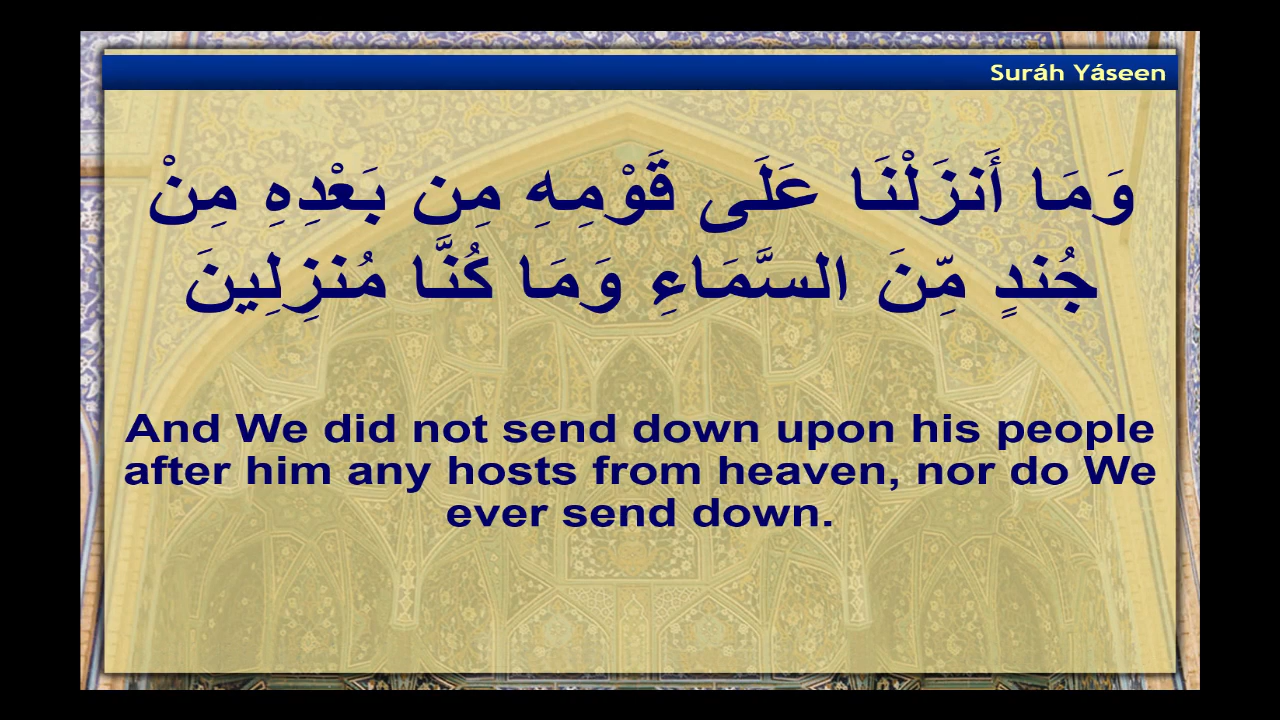 Suráh Yáseen
وَمَا أَنزَلْنَا عَلَى قَوْمِهِ مِن بَعْدِهِ مِنْ
جُندٍ مِّنَ السَّمَاءِ وَمَا كُنَّا مُنزِلِينَ
And We did not send down upon his people
after him any hosts from heaven, nor do We
ever send down.